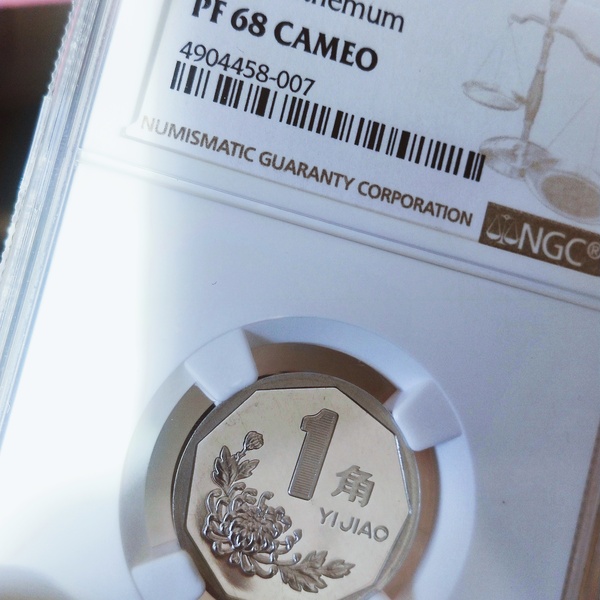 PF 68 CAMEO
4904458-007
NUMISMATIC GUARANTY CORPORATION
NGC®
1
角
YI JIAO